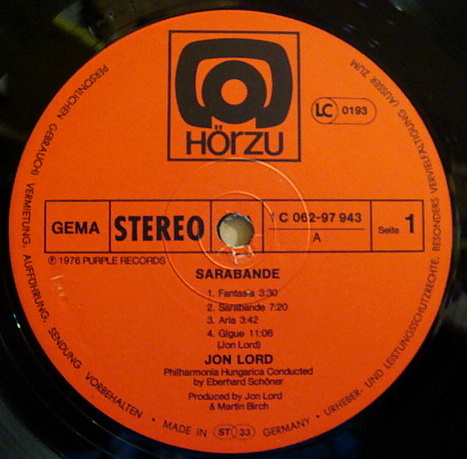 HÖRZU
LC 0193
GEMA STEREO 1 C 062-97 943 Seite 1
A
℗ 1976 PURPLE RECORDS
SARABANDE
1. Fantasia 3:30
2. Sarabande 7:20
3. Aria 3:42
4. Gigue 11:06
(Jon Lord)
JON LORD
Philharmonia Hungarica Conducted
by Eberhard Schöner
Produced by Jon Lord
& Martin Birch
MADE IN ST 33 GERMANY • URHEBER- UND LEISTUNGSSCHUTZRECHTE, BESONDERS VERVIELFÄLTIGUNG (AUSSER ZUM PERSÖNLICHEN GEBRAUCH) VERMIETUNG, AUFFÜHRUNG, SENDUNG VORBEHALTEN •